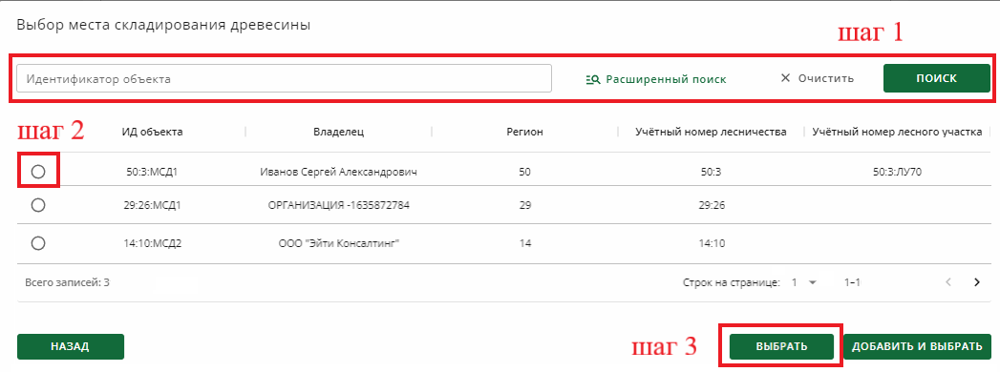 Выбор места складирования древесины
шаг 1
Идентификатор объекта Расширенный поиск Очистить ПОИСК
шаг 2
ИД объекта Владелец Регион Учётный номер лесничества Учётный номер лесного участка
50:3:МСД1 Иванов Сергей Александрович 50 50:3 50:3:ЛУ70
29:26:МСД1 ОРГАНИЗАЦИЯ -1635872784 29 29:26
14:10:МСД2 ООО "Эйти Консалтинг" 14 14:10
Всего записей: 3 Строк на странице: 1 1–1
НАЗАД шаг 3 ВЫБРАТЬ ДОБАВИТЬ И ВЫБРАТЬ